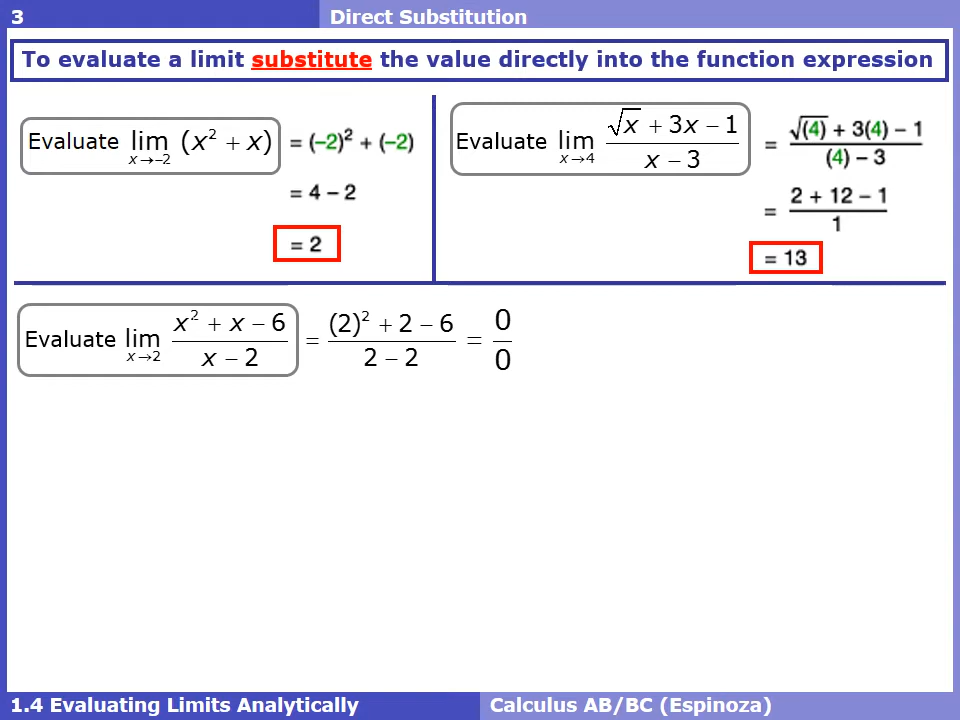 3 Direct Substitution
To evaluate a limit substitute the value directly into the function expression
Evaluate lim x→−2 (x² + x) = (−2)² + (−2)
= 4 − 2
= 2
Evaluate lim x→4 (√x + 3x − 1)/(x − 3) = (√(4) + 3(4) − 1)/((4) − 3)
= (2 + 12 − 1)/1
= 13
Evaluate lim x→2 (x² + x − 6)/(x − 2) = ((2)² + 2 − 6)/(2 − 2) = 0/0
1.4 Evaluating Limits Analytically Calculus AB/BC (Espinoza)